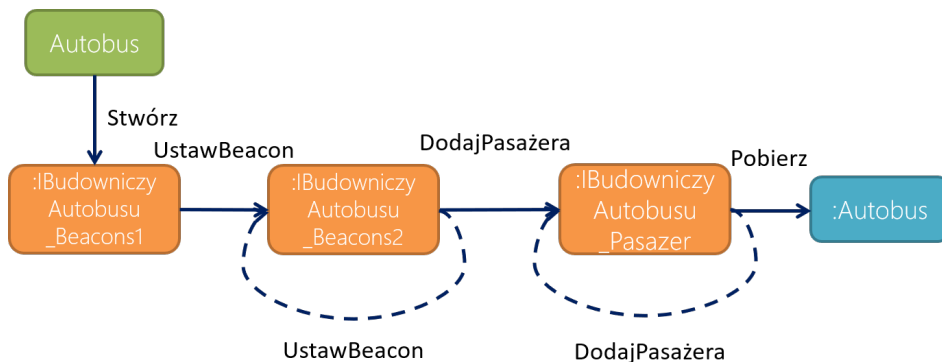 Autobus
Stwórz
UstawBeacon
DodajPasażera
Pobierz
:IBudowniczy
Autobusu
_Beacons1
:IBudowniczy
Autobusu
_Beacons2
:IBudowniczy
Autobusu
_Pasazer
:Autobus
UstawBeacon
DodajPasażera